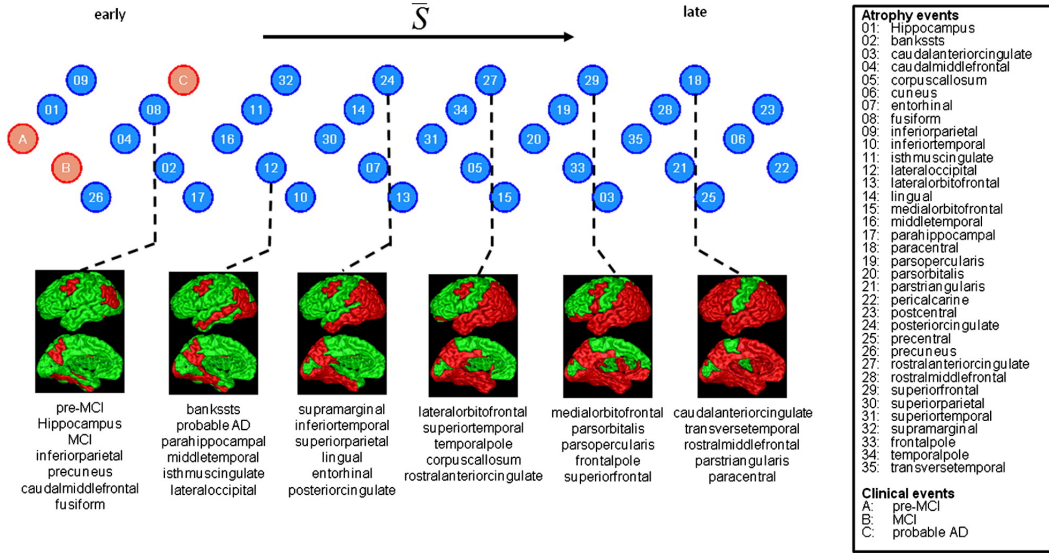 early
S
late
A
01
09
B
26
04
08
C
02
17
16
11
32
12
10
30
14
24
07
13
31
34
27
05
15
20
19
29
33
03
35
28
18
21
25
06
23
22
pre-MCI
Hippocampus
MCI
inferiorparietal
precuneus
caudalmiddlefrontal
fusiform
bankssts
probable AD
parahippocampal
middletemporal
isthmuscingulate
lateraloccipital
supramarginal
inferiortemporal
superiorparietal
lingual
entorhinal
posteriorcingulate
lateralorbitofrontal
superiortemporal
temporalpole
corpuscallosum
rostralanteriorcingulate
medialorbitofrontal
parsorbitalis
parsopercularis
frontalpole
superiorfrontal
caudalanteriorcingulate
transversetemporal
rostralmiddlefrontal
parstriangularis
paracentral
Atrophy events
01: Hippocampus
02: bankssts
03: caudalanteriorcingulate
04: caudalmiddlefrontal
05: corpuscallosum
06: cuneus
07: entorhinal
08: fusiform
09: inferiorparietal
10: inferiortemporal
11: isthmuscingulate
12: lateraloccipital
13: lateralorbitofrontal
14: lingual
15: medialorbitofrontal
16: middletemporal
17: parahippocampal
18: paracentral
19: parsopercularis
20: parsorbitalis
21: parstriangularis
22: pericalcarine
23: postcentral
24: posteriorcingulate
25: precentral
26: precuneus
27: rostralanteriorcingulate
28: rostralmiddlefrontal
29: superiorfrontal
30: superiorparietal
31: superiortemporal
32: supramarginal
33: frontalpole
34: temporalpole
35: transversetemporal
Clinical events
A: pre-MCI
B: MCI
C: probable AD